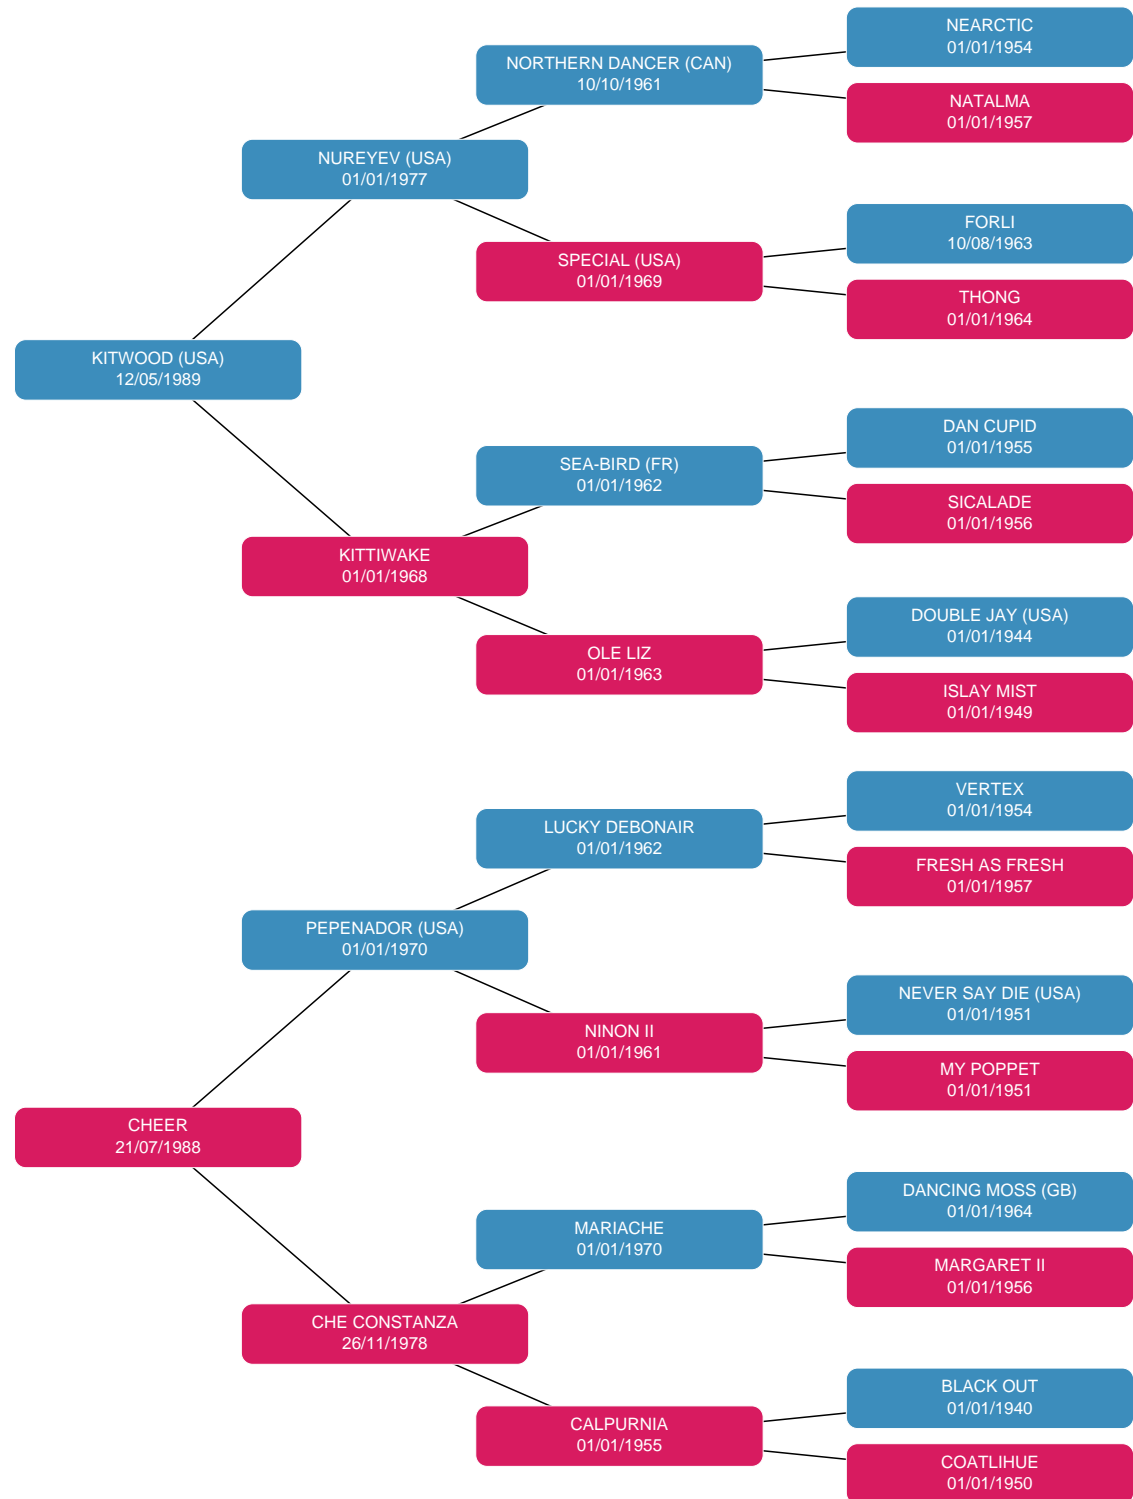 NEARCTIC
01/01/1954
NORTHERN DANCER (CAN)
10/10/1961
NATALMA
01/01/1957
NUREYEV (USA)
01/01/1977
FORLI
10/08/1963
SPECIAL (USA)
01/01/1969
THONG
01/01/1964
KITWOOD (USA)
12/05/1989
DAN CUPID
01/01/1955
SEA-BIRD (FR)
01/01/1962
SICALADE
01/01/1956
KITTIWAKE
01/01/1968
DOUBLE JAY (USA)
01/01/1944
OLE LIZ
01/01/1963
ISLAY MIST
01/01/1949
VERTEX
01/01/1954
LUCKY DEBONAIR
01/01/1962
FRESH AS FRESH
01/01/1957
PEPENADOR (USA)
01/01/1970
NEVER SAY DIE (USA)
01/01/1951
NINON II
01/01/1961
MY POPPET
01/01/1951
CHEER
21/07/1988
DANCING MOSS (GB)
01/01/1964
MARIACHE
01/01/1970
MARGARET II
01/01/1956
CHE CONSTANZA
26/11/1978
BLACK OUT
01/01/1940
CALPURNIA
01/01/1955
COATLIHUE
01/01/1950